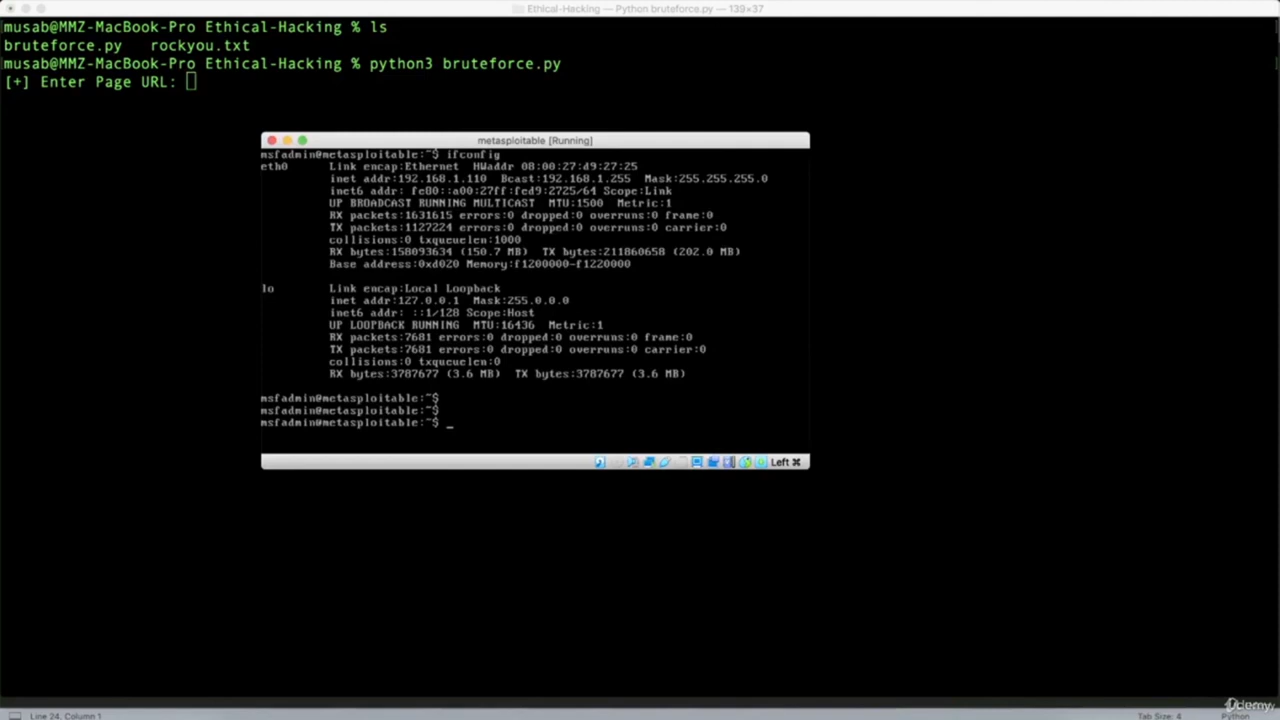 Ethical-Hacking — Python bruteforce.py — 139×37
musab@MMZ-MacBook-Pro Ethical-Hacking % ls
bruteforce.py rockyou.txt
musab@MMZ-MacBook-Pro Ethical-Hacking % python3 bruteforce.py
[+] Enter Page URL:
metasploitable [Running]
msfadmin@metasploitable:~$ ifconfig
eth0 Link encap:Ethernet HWaddr 08:00:27:d9:27:25
inet addr:192.168.1.110 Bcast:192.168.1.255 Mask:255.255.255.0
inet6 addr: fe80::a00:27ff:fed9:2725/64 Scope:Link
UP BROADCAST RUNNING MULTICAST MTU:1500 Metric:1
RX packets:1631615 errors:0 dropped:0 overruns:0 frame:0
TX packets:1127224 errors:0 dropped:0 overruns:0 carrier:0
collisions:0 txqueuelen:1000
RX bytes:158093634 (150.7 MB) TX bytes:211860658 (202.0 MB)
Base address:0xd020 Memory:f1200000-f1220000
lo Link encap:Local Loopback
inet addr:127.0.0.1 Mask:255.0.0.0
inet6 addr: ::1/128 Scope:Host
UP LOOPBACK RUNNING MTU:16436 Metric:1
RX packets:7681 errors:0 dropped:0 overruns:0 frame:0
TX packets:7681 errors:0 dropped:0 overruns:0 carrier:0
collisions:0 txqueuelen:0
RX bytes:3787677 (3.6 MB) TX bytes:3787677 (3.6 MB)
msfadmin@metasploitable:~$
msfadmin@metasploitable:~$
msfadmin@metasploitable:~$ _
Left ⌘
Udemy
Line 24, Column 1
Tab Size: 4
Python